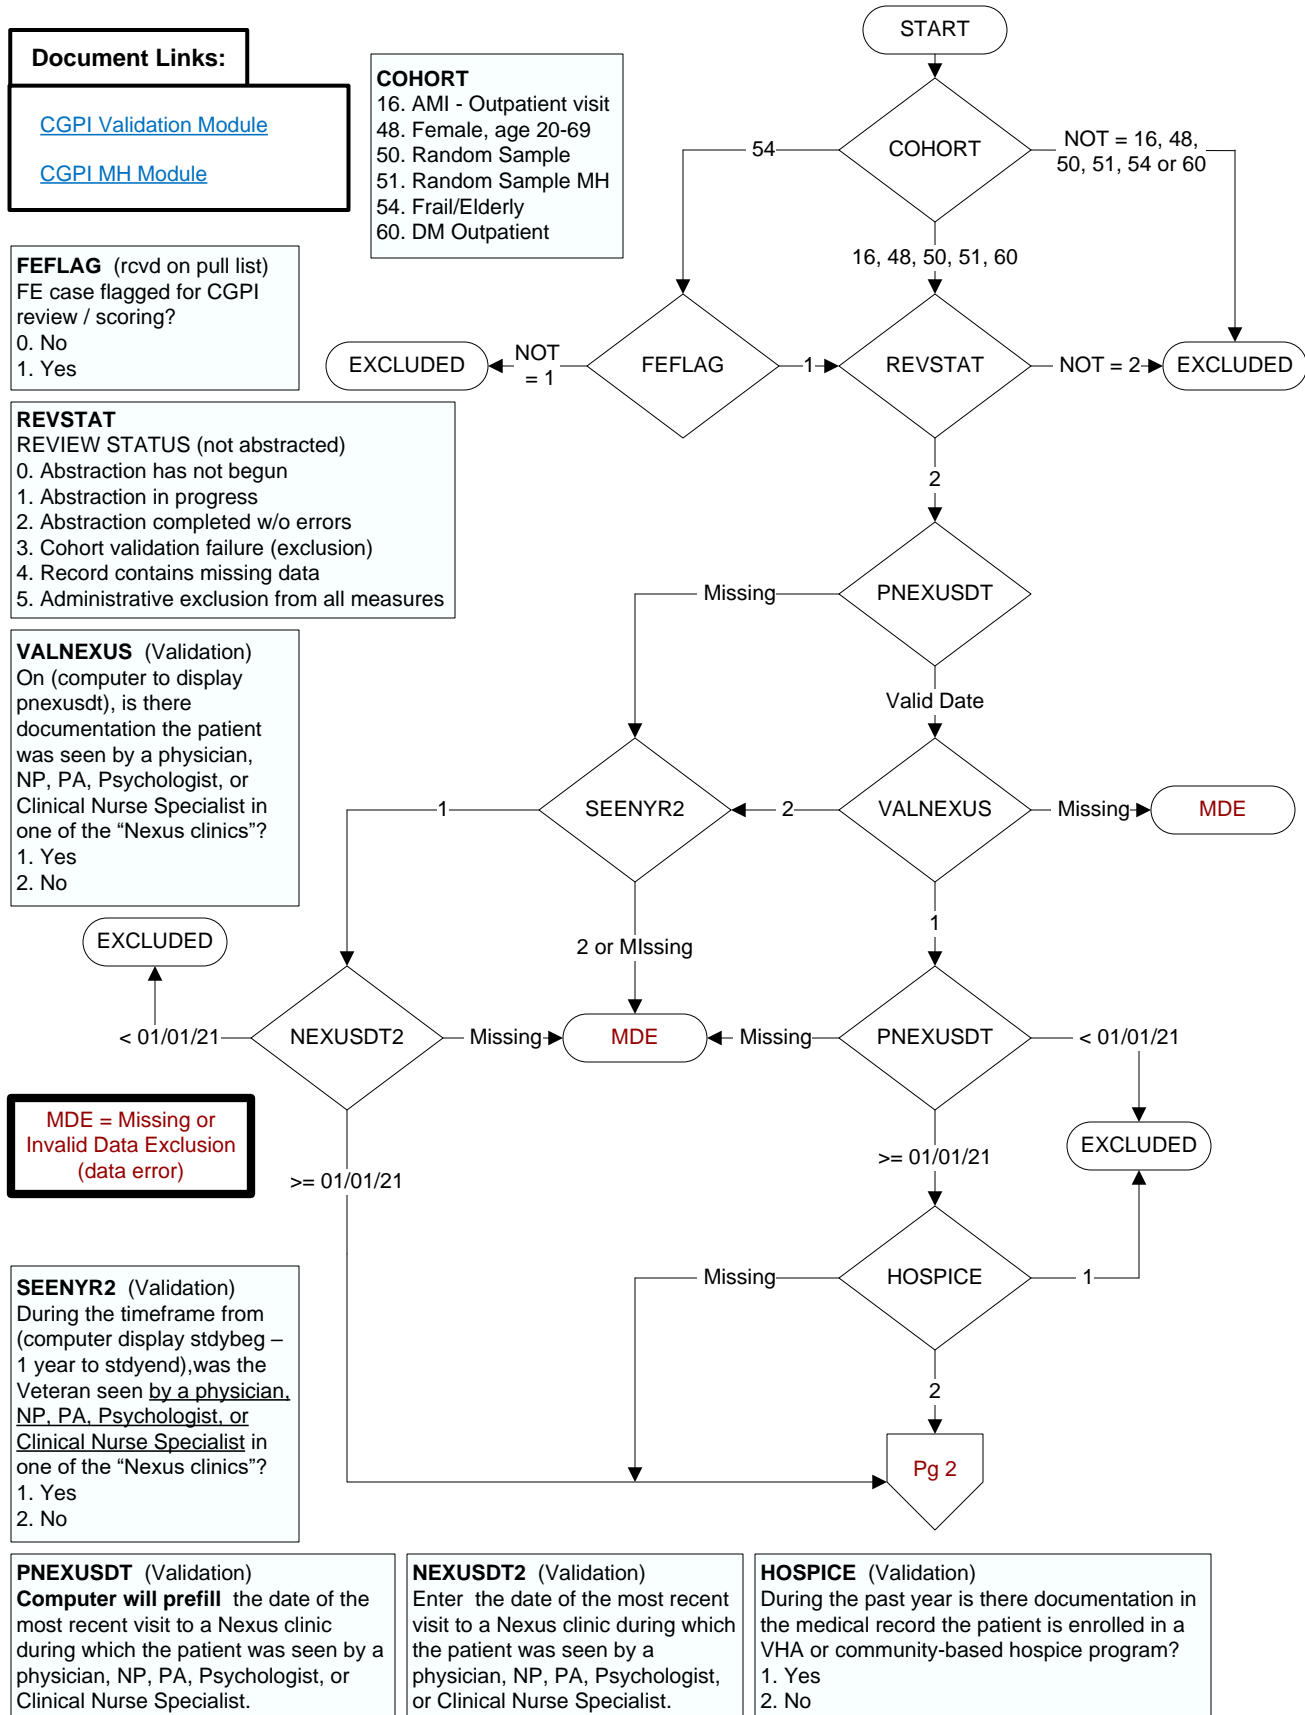 Document Links:
CGPI Validation Module
CGPI MH Module
COHORT
16. AMI - Outpatient visit
48. Female, age 20-69
50. Random Sample
51. Random Sample MH
54. Frail/Elderly
60. DM Outpatient
START
COHORT
54
NOT = 16, 48,
50, 51, 54 or 60
16, 48, 50, 51, 60
FEFLAG (rcvd on pull list)
FE case flagged for CGPI
review / scoring?
0. No
1. Yes
EXCLUDED
NOT
= 1
FEFLAG
1
REVSTAT
NOT = 2
EXCLUDED
REVSTAT
REVIEW STATUS (not abstracted)
0. Abstraction has not begun
1. Abstraction in progress
2. Abstraction completed w/o errors
3. Cohort validation failure (exclusion)
4. Record contains missing data
5. Administrative exclusion from all measures
2
Missing
PNEXUSDT
Valid Date
VALNEXUS (Validation)
On (computer to display
pnexusdt), is there
documentation the patient
was seen by a physician,
NP, PA, Psychologist, or
Clinical Nurse Specialist in
one of the “Nexus clinics”?
1. Yes
2. No
1
SEENYR2
2
VALNEXUS
Missing
MDE
1
2 or MIssing
EXCLUDED
< 01/01/21
NEXUSDT2
Missing
MDE
Missing
PNEXUSDT
< 01/01/21
EXCLUDED
MDE = Missing or
Invalid Data Exclusion
(data error)
>= 01/01/21
>= 01/01/21
Missing
HOSPICE
1
2
Pg 2
SEENYR2 (Validation)
During the timeframe from
(computer display stdybeg –
1 year to stdyend),was the
Veteran seen by a physician,
NP, PA, Psychologist, or
Clinical Nurse Specialist in
one of the “Nexus clinics”?
1. Yes
2. No
PNEXUSDT (Validation)
Computer will prefill the date of the
most recent visit to a Nexus clinic
during which the patient was seen by a
physician, NP, PA, Psychologist, or
Clinical Nurse Specialist.
NEXUSDT2 (Validation)
Enter the date of the most recent
visit to a Nexus clinic during which
the patient was seen by a
physician, NP, PA, Psychologist,
or Clinical Nurse Specialist.
HOSPICE (Validation)
During the past year is there documentation in
the medical record the patient is enrolled in a
VHA or community-based hospice program?
1. Yes
2. No